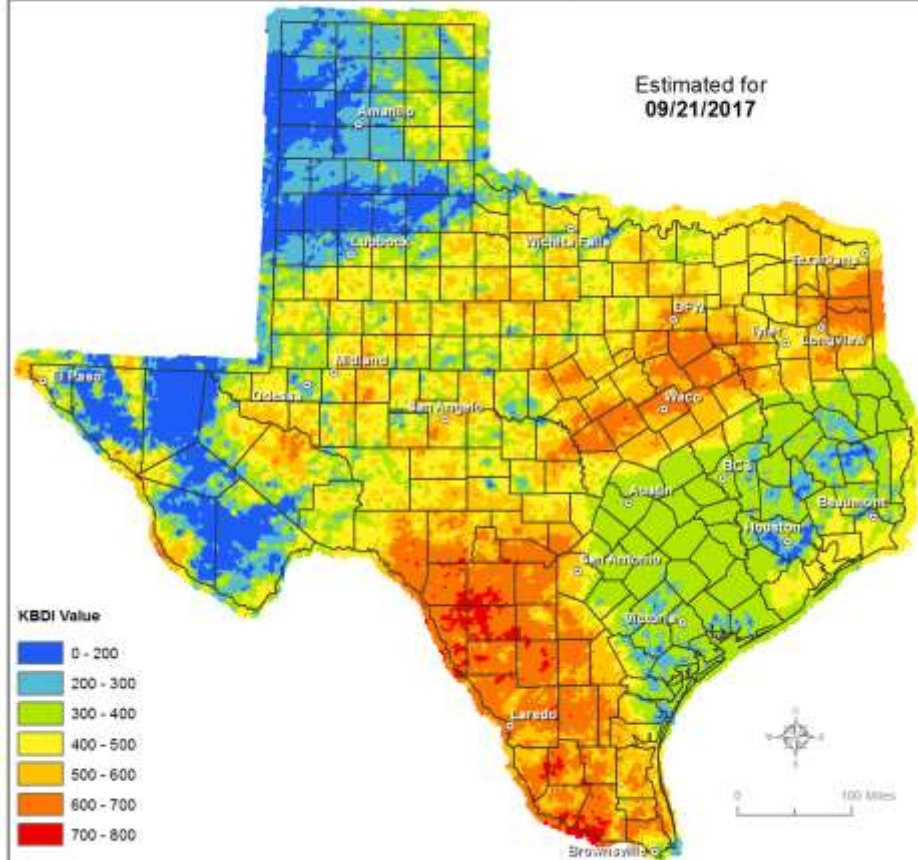 Estimated for
09/21/2017
Amarillo
Lubbock
Wichita Falls
Texarkana
DFW
Tyler
Longview
El Paso
Midland
Odessa
San Angelo
Waco
BCS
Austin
Beaumont
Houston
San Antonio
Victoria
Laredo
Brownsville
KBDI Value
0 - 200
200 - 300
300 - 400
400 - 500
500 - 600
600 - 700
700 - 800
0 100 Miles